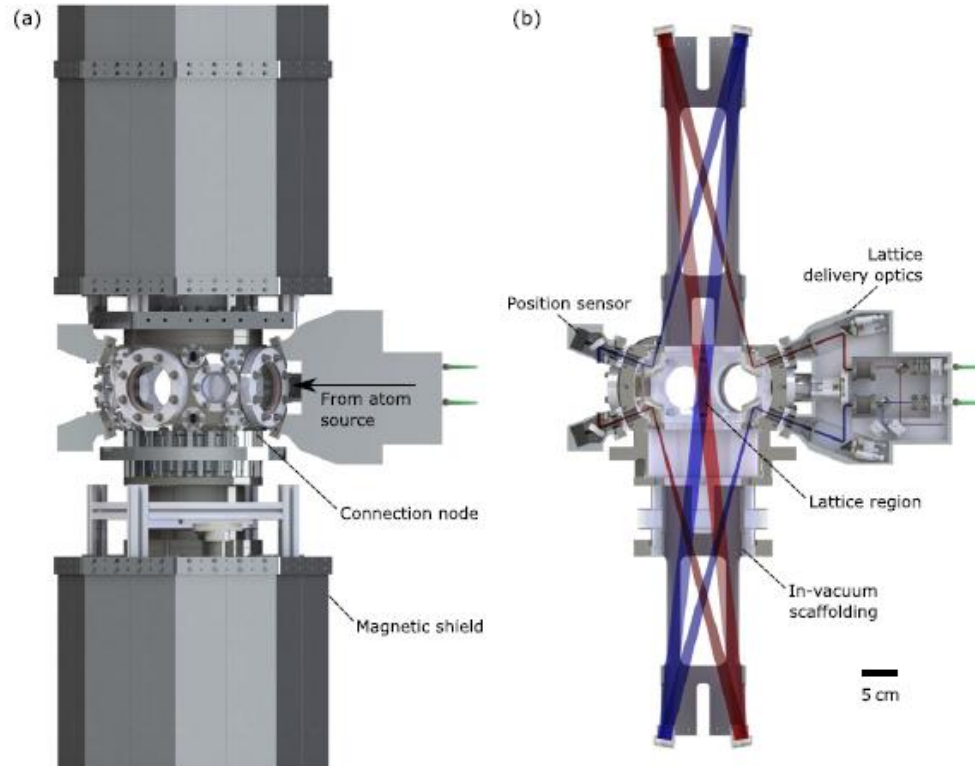 (a)
From atom
source
Connection node
Magnetic shield
(b)
Lattice
delivery optics
Position sensor
Lattice region
In-vacuum
scaffolding
5 cm